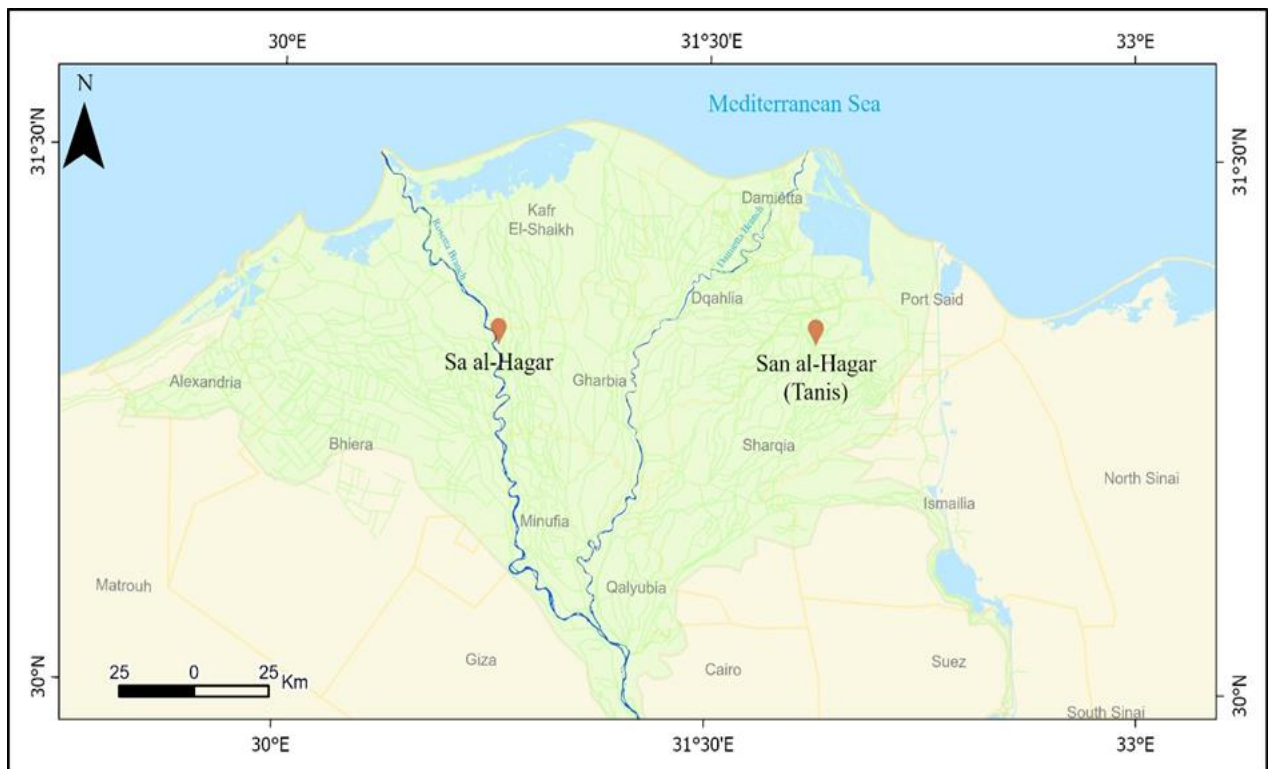 30°E
31°30'E
33°E
N
Mediterranean Sea
31°30'N
31°30'N
Damietta
Kafr
El-Shaikh
Rosetta Branch
Damietta Branch
Dqahlia
Port Said
Sa al-Hagar
San al-Hagar
(Tanis)
Alexandria
Gharbia
Bhiera
Sharqia
North Sinai
Ismailia
Minufia
Matrouh
Qalyubia
Giza
Cairo
Suez
30°N
30°N
25 0 25
Km
South Sinai
30°E
31°30'E
33°E